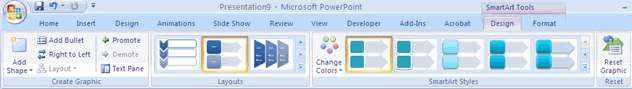 Presentation9 - Microsoft PowerPoint
SmartArt Tools
Home Insert Design Animations Slide Show Review View Developer Add-Ins Acrobat Design Format
Add Shape
Add Bullet
Right to Left
Layout
Promote
Demote
Text Pane
Change Colors
Reset Graphic
Create Graphic Layouts SmartArt Styles Reset